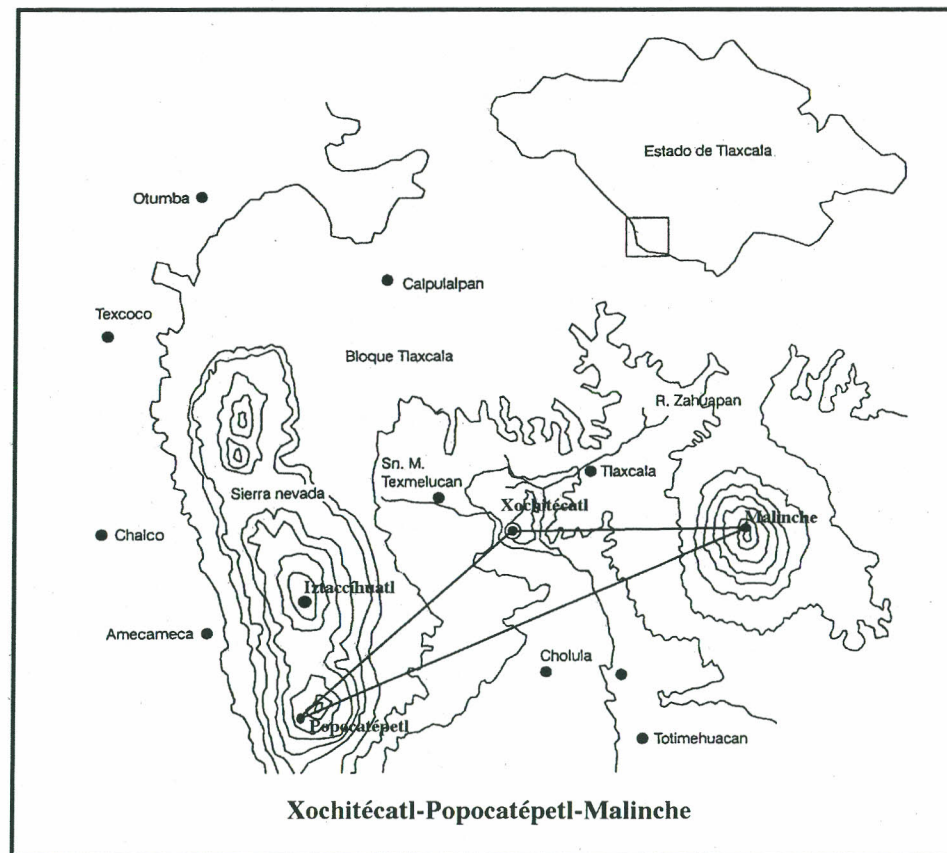 Estado de Tlaxcala
Otumba
Calpulalpan
Texcoco
Bloque Tlaxcala
R. Zahuapan
Sn. M.
Texmelucan
Tlaxcala
Sierra nevada
Xochitécatl
Malinche
Chalco
Iztaccíhuatl
Amecameca
Cholula
Popocatépetl
Totimehuacan
Xochitécatl-Popocatépetl-Malinche